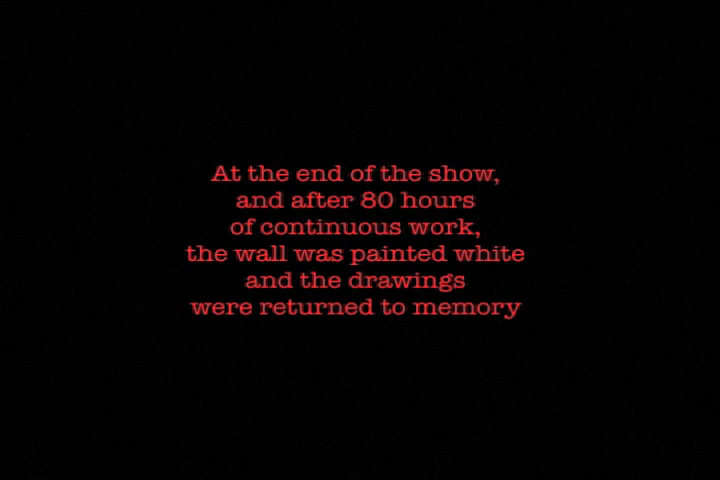 At the end of the show,
and after 80 hours
of continuous work,
the wall was painted white
and the drawings
were returned to memory